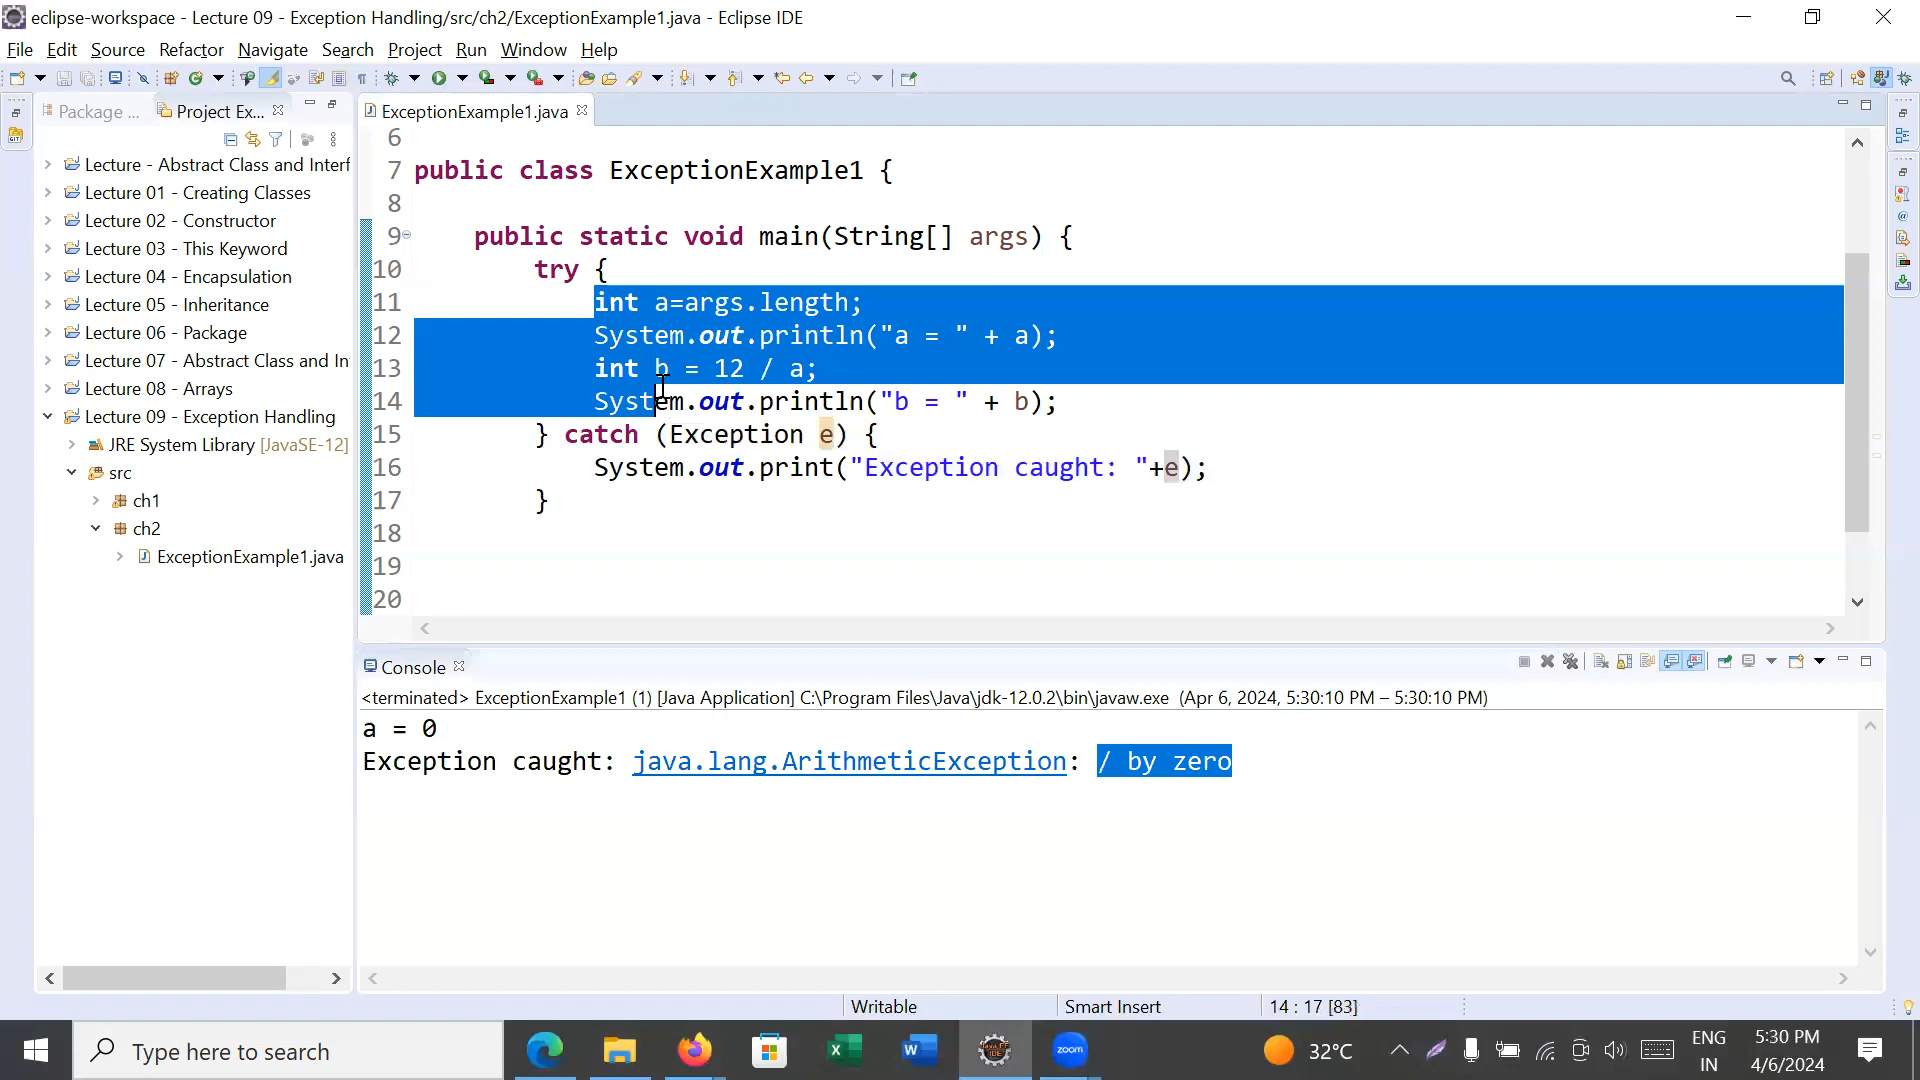 eclipse-workspace - Lecture 09 - Exception Handling/src/ch2/ExceptionExample1.java - Eclipse IDE
File Edit Source Refactor Navigate Search Project Run Window Help
Package ... Project Ex...
Lecture - Abstract Class and Interf
Lecture 01 - Creating Classes
Lecture 02 - Constructor
Lecture 03 - This Keyword
Lecture 04 - Encapsulation
Lecture 05 - Inheritance
Lecture 06 - Package
Lecture 07 - Abstract Class and In
Lecture 08 - Arrays
Lecture 09 - Exception Handling
JRE System Library [JavaSE-12]
src
ch1
ch2
ExceptionExample1.java
ExceptionExample1.java
6
7 public class ExceptionExample1 {
8
9 public static void main(String[] args) {
10 try {
11 int a=args.length;
12 System.out.println("a = " + a);
13 int b = 12 / a;
14 System.out.println("b = " + b);
15 } catch (Exception e) {
16 System.out.print("Exception caught: "+e);
17 }
18
19
20
Console
<terminated> ExceptionExample1 (1) [Java Application] C:\Program Files\Java\jdk-12.0.2\bin\javaw.exe (Apr 6, 2024, 5:30:10 PM – 5:30:10 PM)
a = 0
Exception caught: java.lang.ArithmeticException: / by zero
Writable Smart Insert 14 : 17 [83]
Type here to search
zoom
32°C
ENG
IN
5:30 PM
4/6/2024